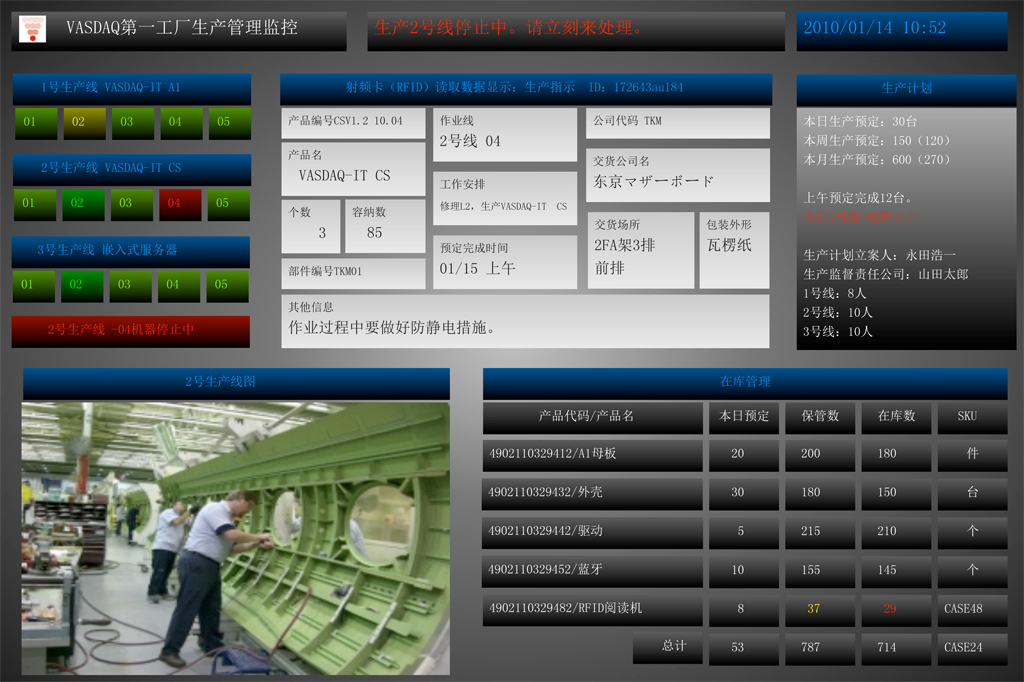 VASDAQ第一工厂生产管理监控
生产2号线停止中。请立刻来处理。
2010/01/14 10:52
1号生产线 VASDAQ-IT A1
01 02 03 04 05
2号生产线 VASDAQ-IT CS
01 02 03 04 05
3号生产线 嵌入式服务器
01 02 03 04 05
2号生产线 -04机器停止中
射频卡（RFID）读取数据显示：生产指示 ID：172643au184
产品编号CSV1.2 10.04
产品名
VASDAQ-IT CS
个数
3
容纳数
85
部件编号TKM01
作业线
2号线 04
工作安排
修理L2，生产VASDAQ-IT CS
预定完成时间
01/15 上午
公司代码 TKM
交货公司名
东京マザーボード
交货场所
2FA架3排
前排
包装外形
瓦楞纸
其他信息
作业过程中要做好防静电措施。
生产计划
本日生产预定：30台
本周生产预定：150（120）
本月生产预定：600（270）
上午预定完成12台。
生产计划立案人：永田浩一
生产监督责任公司：山田太郎
1号线：8人
2号线：10人
3号线：10人
2号生产线图
在库管理
产品代码/产品名 本日预定 保管数 在库数 SKU
4902110329412/A1母板 20 200 180 件
4902110329432/外壳 30 180 150 台
4902110329442/驱动 5 215 210 个
4902110329452/蓝牙 10 155 145 个
4902110329482/RFID阅读机 8 37 29 CASE48
总计 53 787 714 CASE24